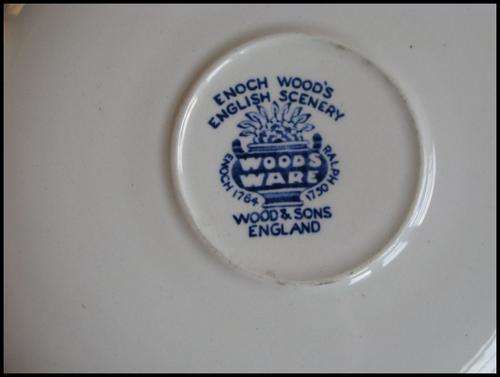 ENOCH WOOD'S
ENGLISH SCENERY
WOODS
WARE
ENOCH 1784
RALPH 1750
WOOD & SONS
ENGLAND